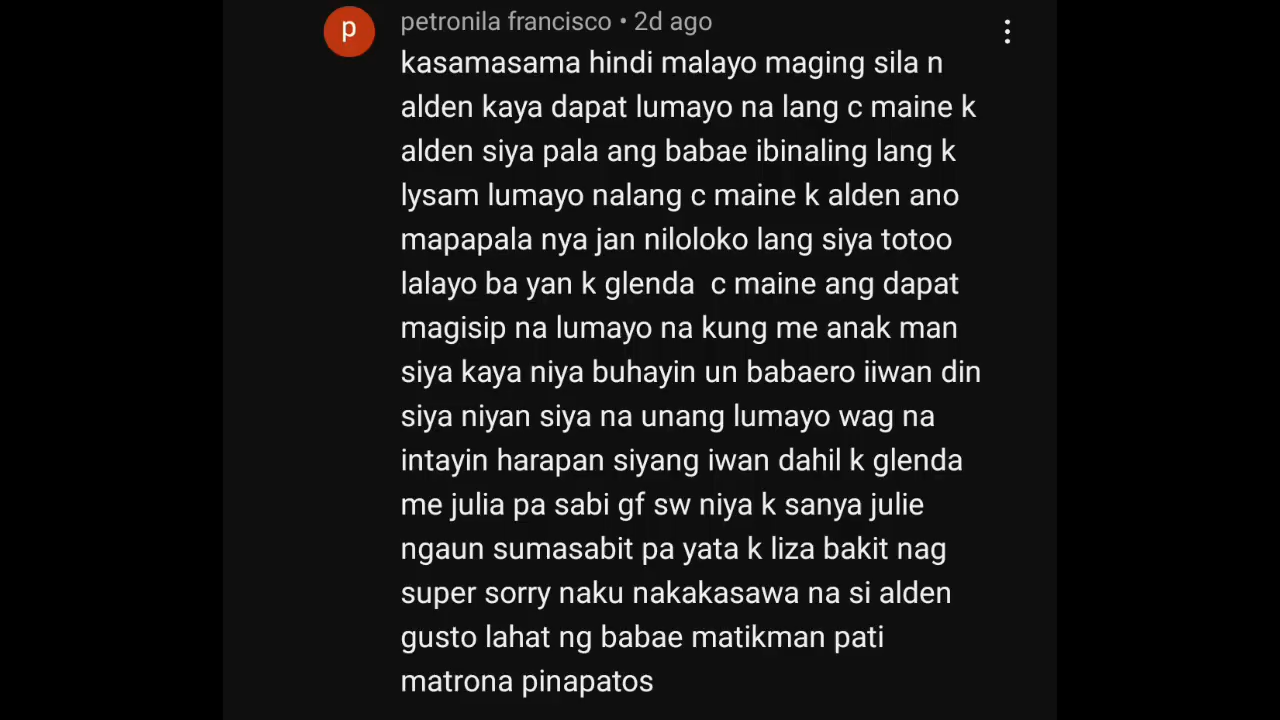 p
petronila francisco • 2d ago
kasamasama hindi malayo maging sila n
alden kaya dapat lumayo na lang c maine k
alden siya pala ang babae ibinaling lang k
lysam lumayo nalang c maine k alden ano
mapapala nya jan niloloko lang siya totoo
lalayo ba yan k glenda  c maine ang dapat
magisip na lumayo na kung me anak man
siya kaya niya buhayin un babaero iiwan din
siya niyan siya na unang lumayo wag na
intayin harapan siyang iwan dahil k glenda
me julia pa sabi gf sw niya k sanya julie
ngaun sumasabit pa yata k liza bakit nag
super sorry naku nakakasawa na si alden
gusto lahat ng babae matikman pati
matrona pinapatos